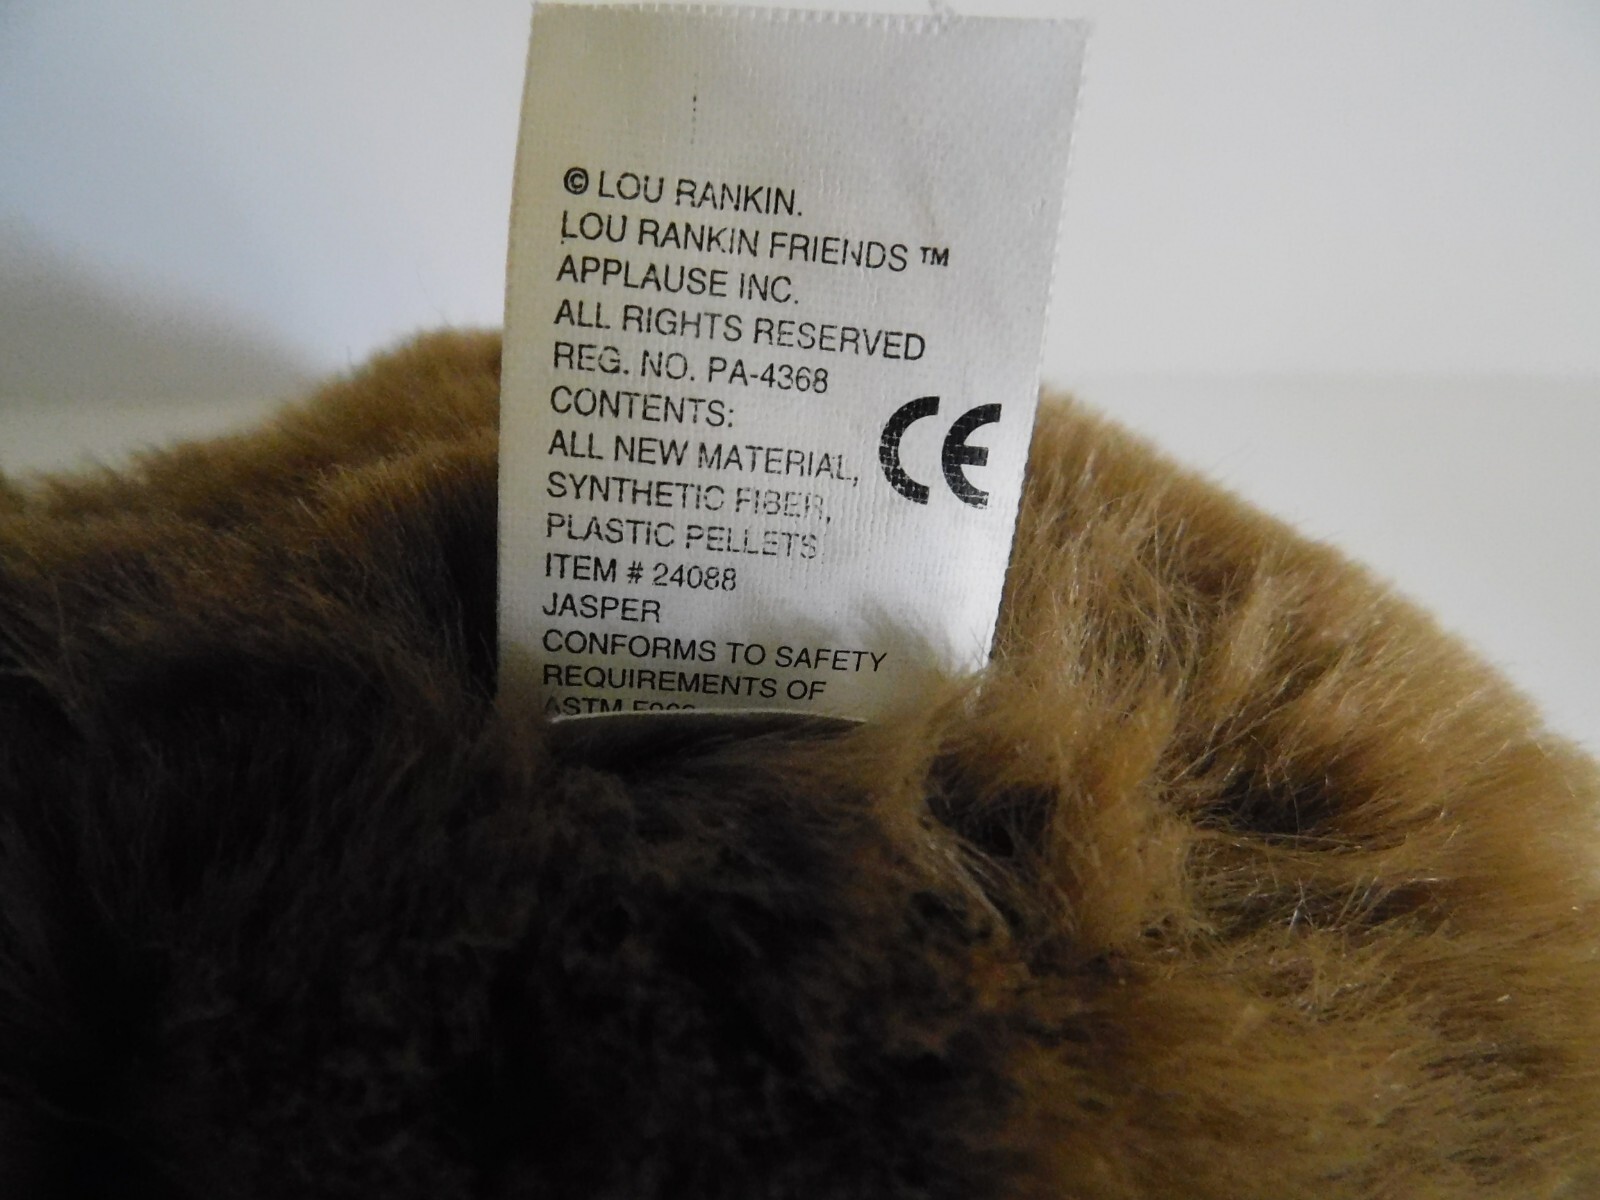 © LOU RANKIN.
LOU RANKIN FRIENDS ™
APPLAUSE INC.
ALL RIGHTS RESERVED
REG. NO. PA-4368
CONTENTS:
ALL NEW MATERIAL,
SYNTHETIC FIBER,
PLASTIC PELLETS
CE
ITEM # 24088
JASPER
CONFORMS TO SAFETY
REQUIREMENTS OF
ASTM